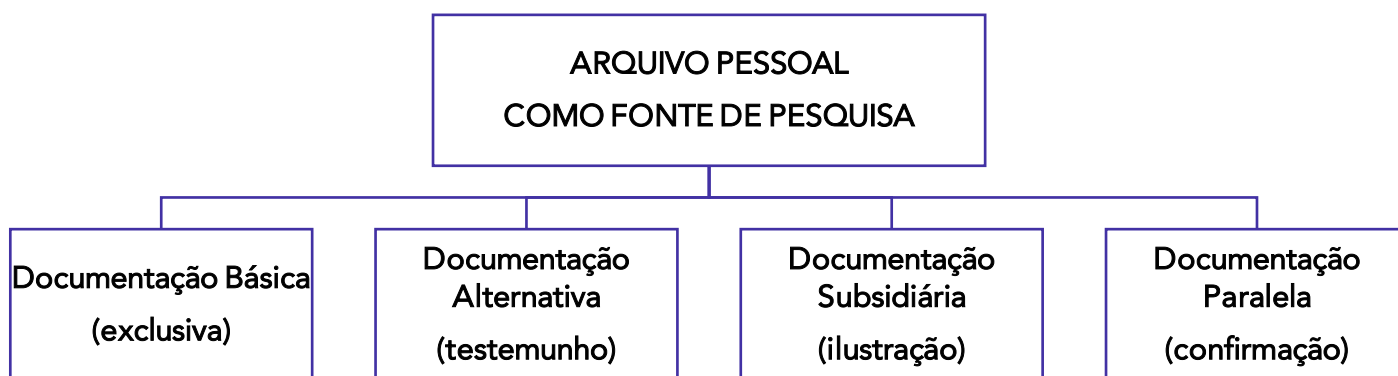 ARQUIVO PESSOAL
COMO FONTE DE PESQUISA
Documentação Básica
(exclusiva)
Documentação
Alternativa
(testemunho)
Documentação
Subsidiária
(ilustração)
Documentação
Paralela
(confirmação)